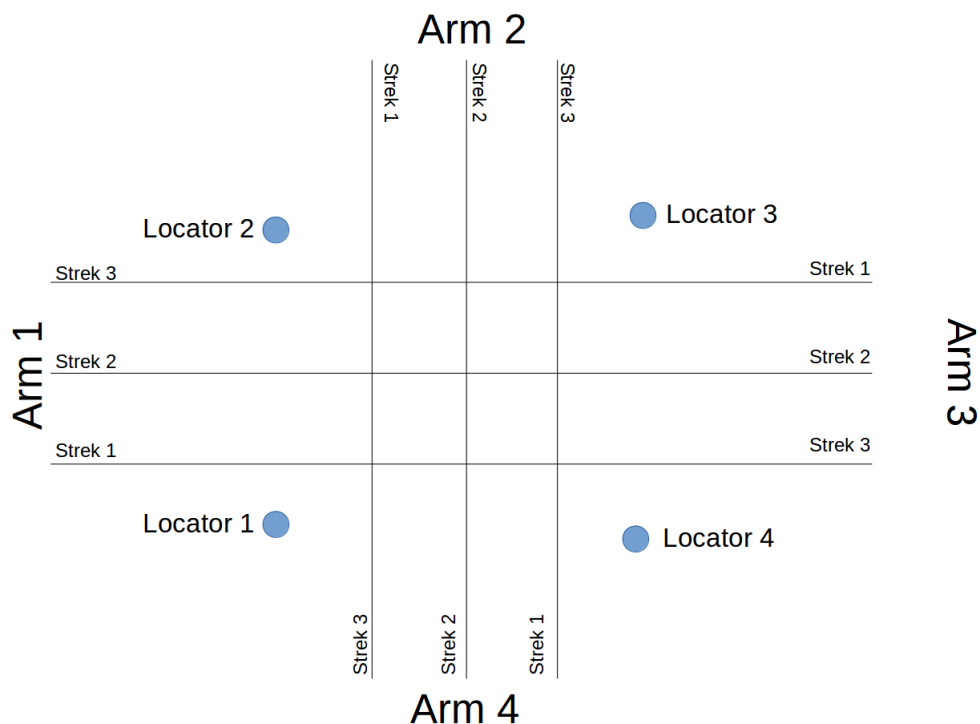 Arm 2
Strek 1
Strek 2
Strek 3
Locator 2
Locator 3
Strek 3
Strek 1
Arm 1
Strek 2
Strek 2
Arm 3
Strek 1
Strek 3
Locator 1
Locator 4
Strek 3
Strek 2
Strek 1
Arm 4